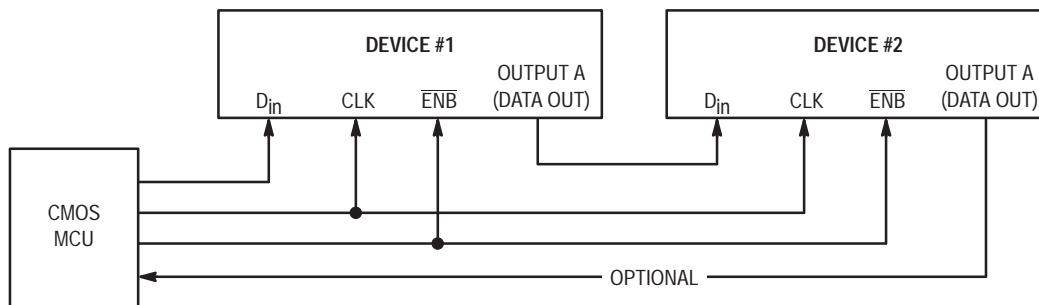 DEVICE #1
OUTPUT A
Din CLK ENB (DATA OUT)
DEVICE #2
OUTPUT A
Din CLK ENB (DATA OUT)
CMOS
MCU
OPTIONAL